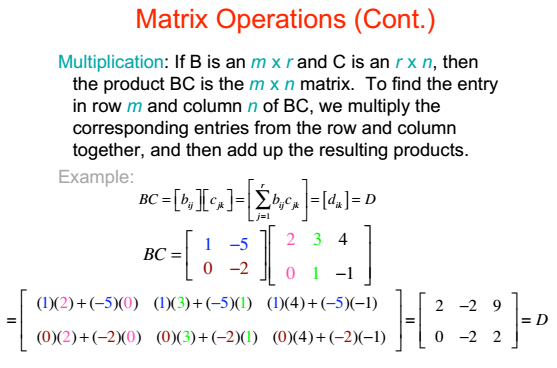 Matrix Operations (Cont.)
Multiplication: If B is an m x r and C is an r x n, then
the product BC is the m x n matrix. To find the entry
in row m and column n of BC, we multiply the
corresponding entries from the row and column
together, and then add up the resulting products.
Example:
BC = [b_ij][c_jk] = [∑_{j=1}^{r} b_ij c_jk] = [d_ik] = D
BC = [1 −5; 0 −2][2 3 4; 0 1 −1]
= [(1)(2)+(−5)(0) (1)(3)+(−5)(1) (1)(4)+(−5)(−1); (0)(2)+(−2)(0) (0)(3)+(−2)(1) (0)(4)+(−2)(−1)] = [2 −2 9; 0 −2 2] = D